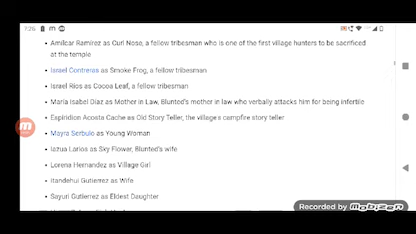 7:26
Amílcar Ramírez as Curl Nose, a fellow tribesman who is one of the first village hunters to be sacrificed
at the temple
Israel Contreras as Smoke Frog, a fellow tribesman
Israel Ríos as Cocoa Leaf, a fellow tribesman
María Isabel Díaz as Mother in Law, Blunted's mother in law who verbally attacks him for being infertile
Espiridion Acosta Cache as Old Story Teller, the village's campfire story teller
Mayra Serbulo as Young Woman
Iazua Larios as Sky Flower, Blunted's wife
Lorena Hernandez as Village Girl
Itandehui Gutierrez as Wife
Sayuri Gutierrez as Eldest Daughter
Recorded by Mobizen